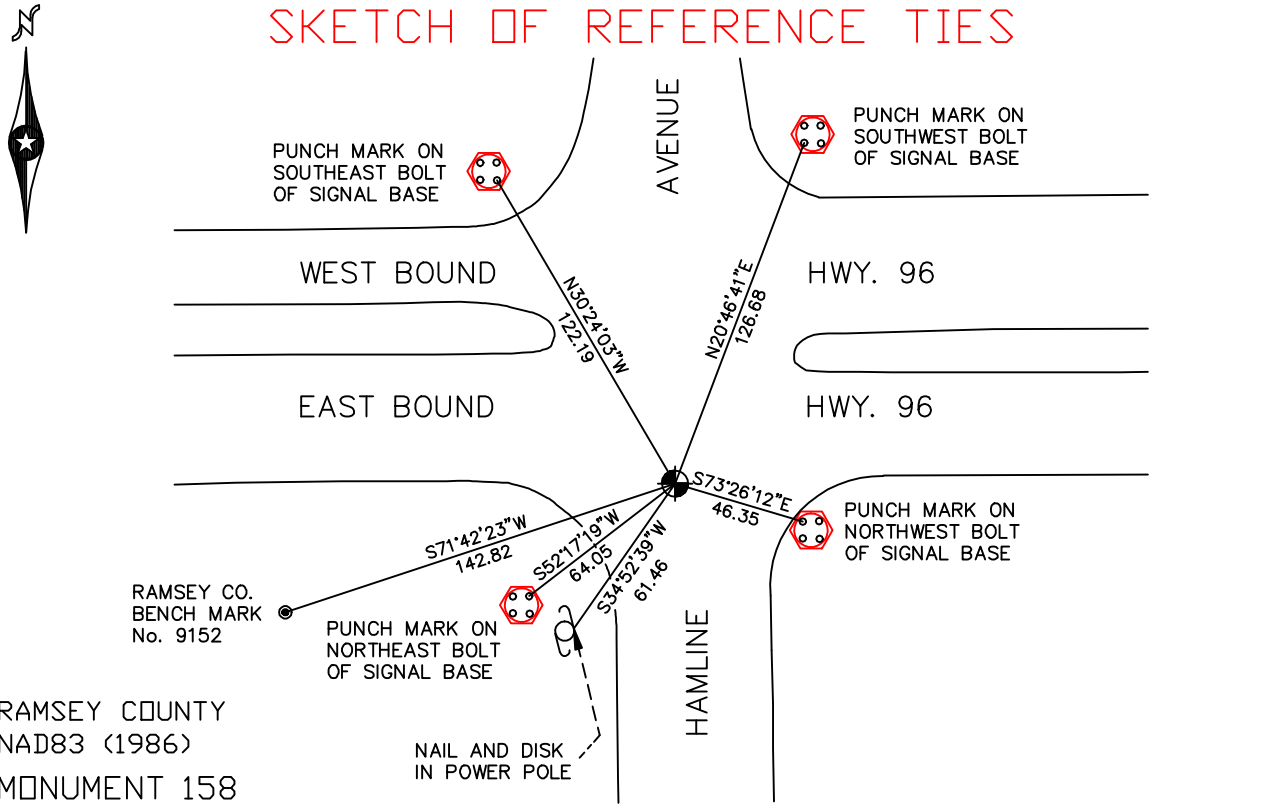 SKETCH OF REFERENCE TIES
N
AVENUE
PUNCH MARK ON
SOUTHWEST BOLT
OF SIGNAL BASE
PUNCH MARK ON
SOUTHEAST BOLT
OF SIGNAL BASE
WEST BOUND
HWY. 96
N30°24'03"W
122.19
N20°46'41"E
126.68
EAST BOUND
HWY. 96
S73°26'12"E
46.35
PUNCH MARK ON
NORTHWEST BOLT
OF SIGNAL BASE
S71°42'23"W
142.82
S52°17'19"W
64.05
S34°52'39"W
61.46
RAMSEY CO.
BENCH MARK
No. 9152
PUNCH MARK ON
NORTHEAST BOLT
OF SIGNAL BASE
HAMLINE
RAMSEY COUNTY
NAD83 (1986)
MONUMENT 158
NAIL AND DISK
IN POWER POLE